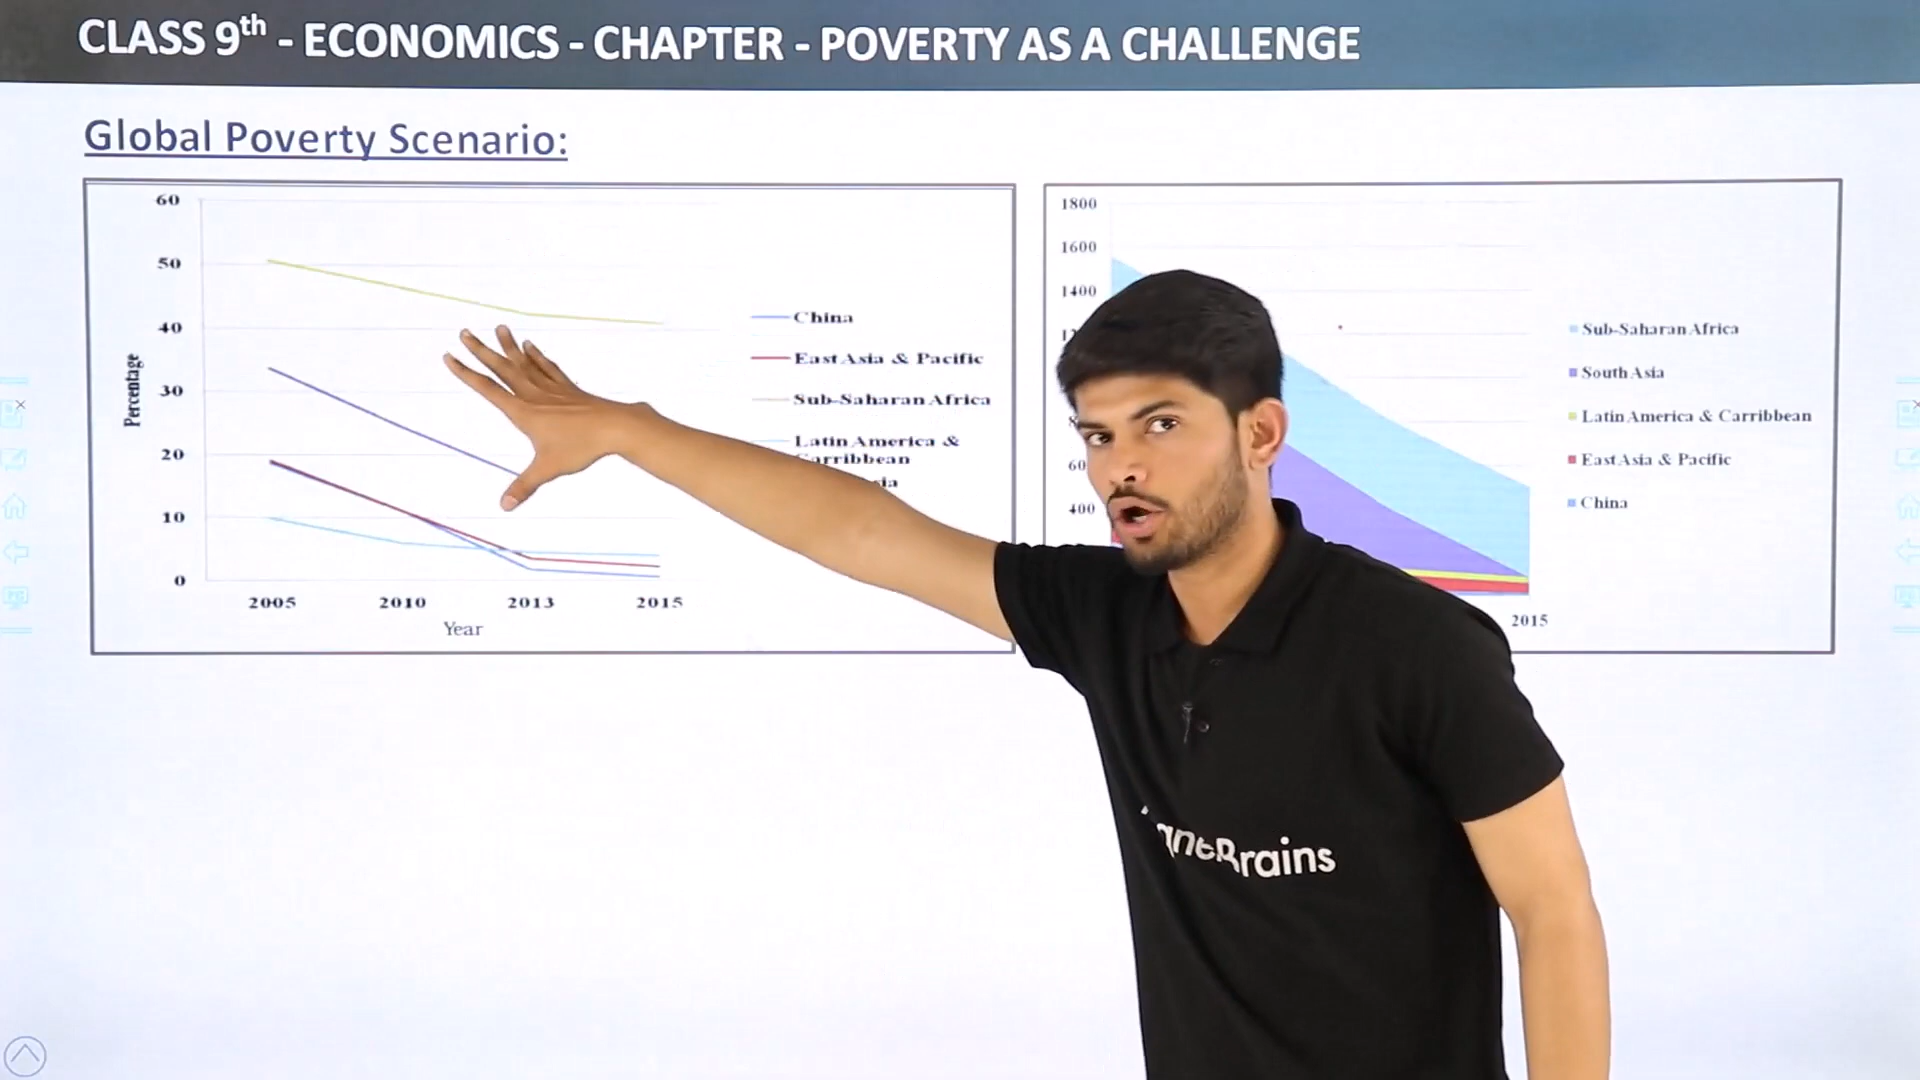 CLASS 9th - ECONOMICS - CHAPTER - POVERTY AS A CHALLENGE
Global Poverty Scenario:
60
50
40
30
20
10
0
Percentage
2005 2010 2013 2015
Year
China
East Asia & Pacific
Sub-Saharan Africa
Latin America &
Carribbean
1800
1600
1400
400
2015
Sub-Saharan Africa
South Asia
Latin America & Carribbean
East Asia & Pacific
China
Brains